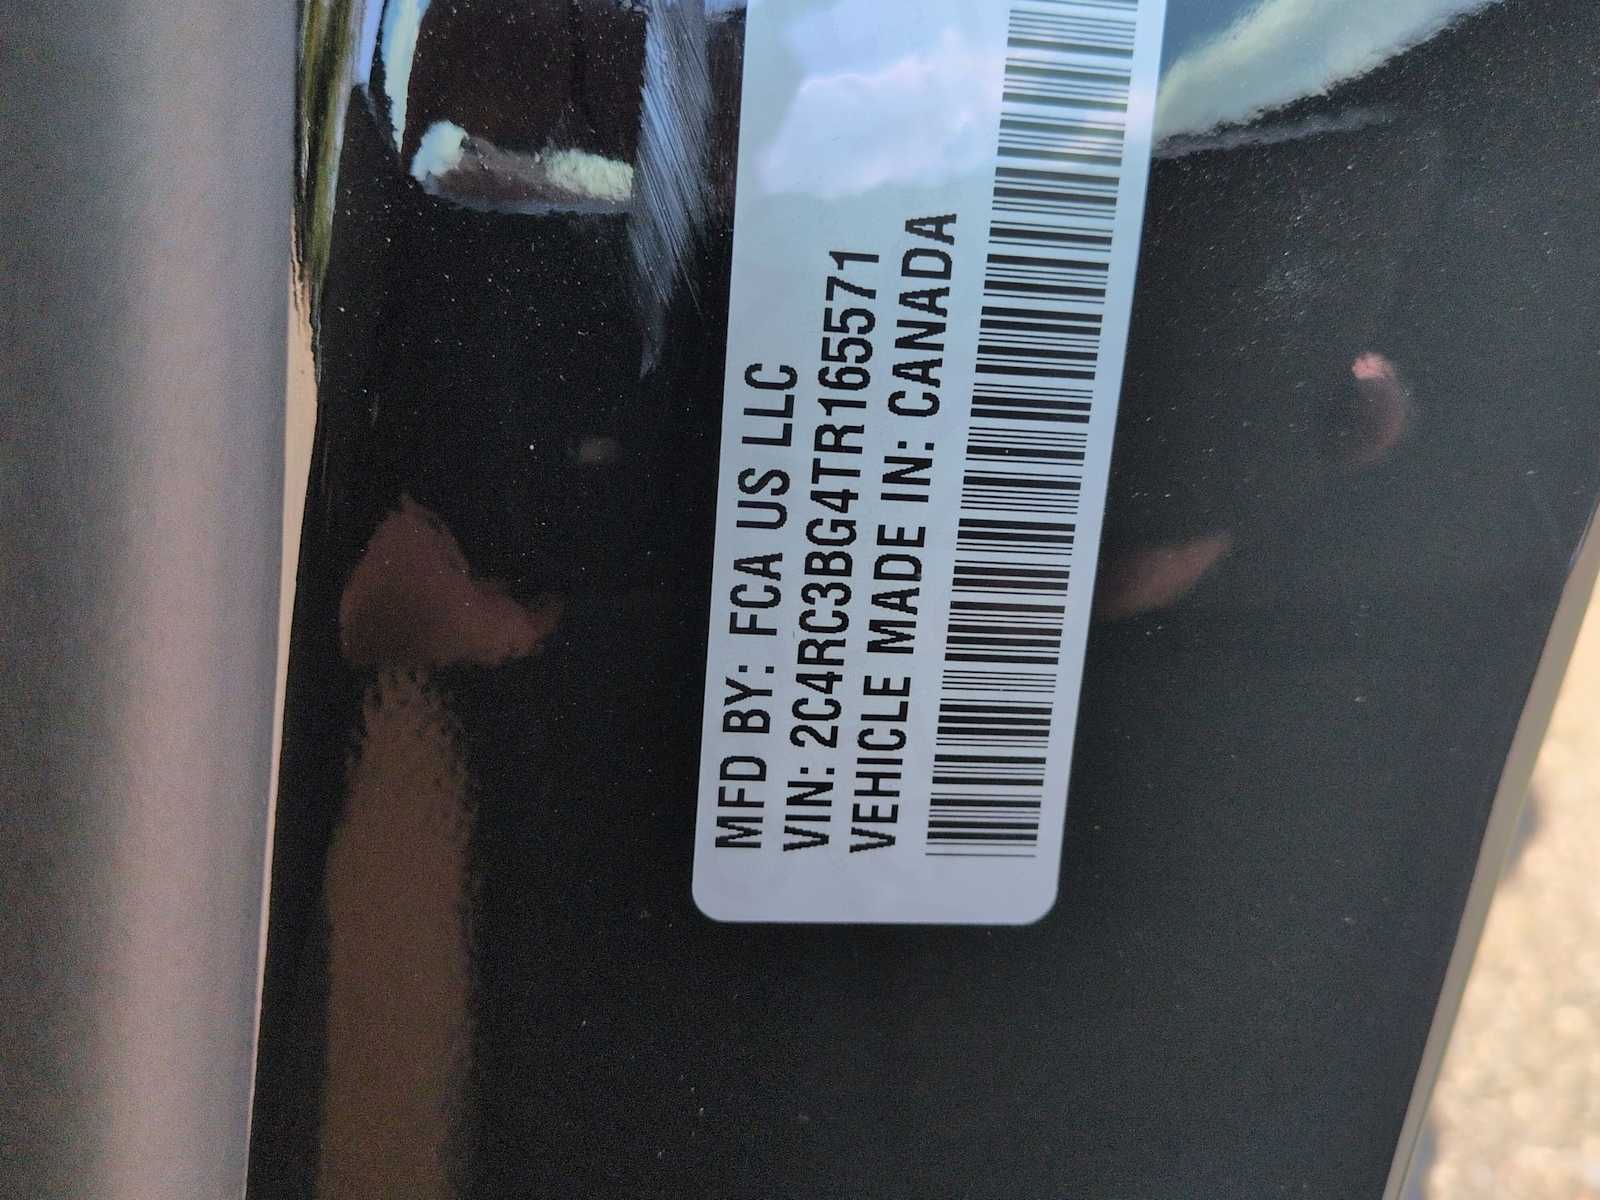 MFD BY: FCA US LLC
VIN: 2C4RC3BG4TR165571
VEHICLE MADE IN: CANADA